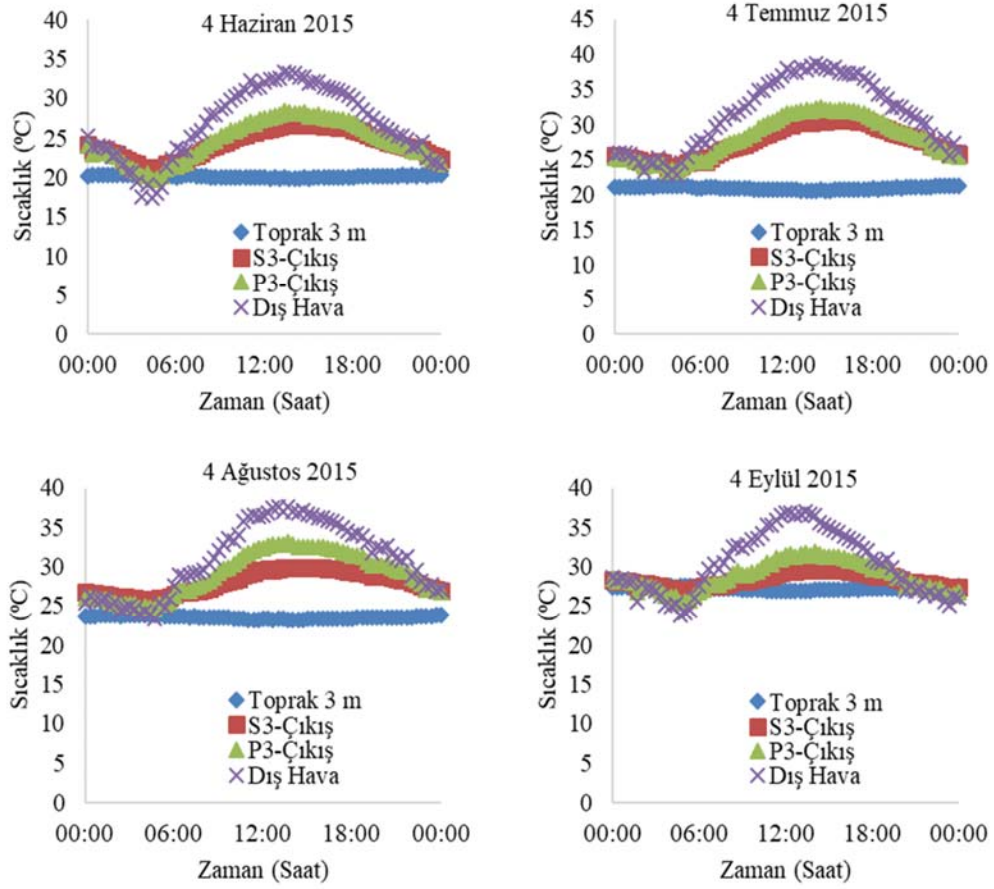 4 Haziran 2015
Sıcaklık (ºC)
40
35
30
25
20
15
10
5
0
Toprak 3 m
S3-Çıkış
P3-Çıkış
Dış Hava
00:00 06:00 12:00 18:00 00:00
Zaman (Saat)
4 Temmuz 2015
Sıcaklık (ºC)
45
40
35
30
25
20
15
10
5
0
Toprak 3 m
S3-Çıkış
P3-Çıkış
Dış Hava
00:00 06:00 12:00 18:00 00:00
Zaman (Saat)
4 Ağustos 2015
Sıcaklık (ºC)
40
35
30
25
20
15
10
5
0
Toprak 3 m
S3-Çıkış
P3-Çıkış
Dış Hava
00:00 06:00 12:00 18:00 00:00
Zaman (Saat)
4 Eylül 2015
Sıcaklık (ºC)
40
35
30
25
20
15
10
5
0
Toprak 3 m
S3-Çıkış
P3-Çıkış
Dış Hava
00:00 06:00 12:00 18:00 00:00
Zaman (Saat)